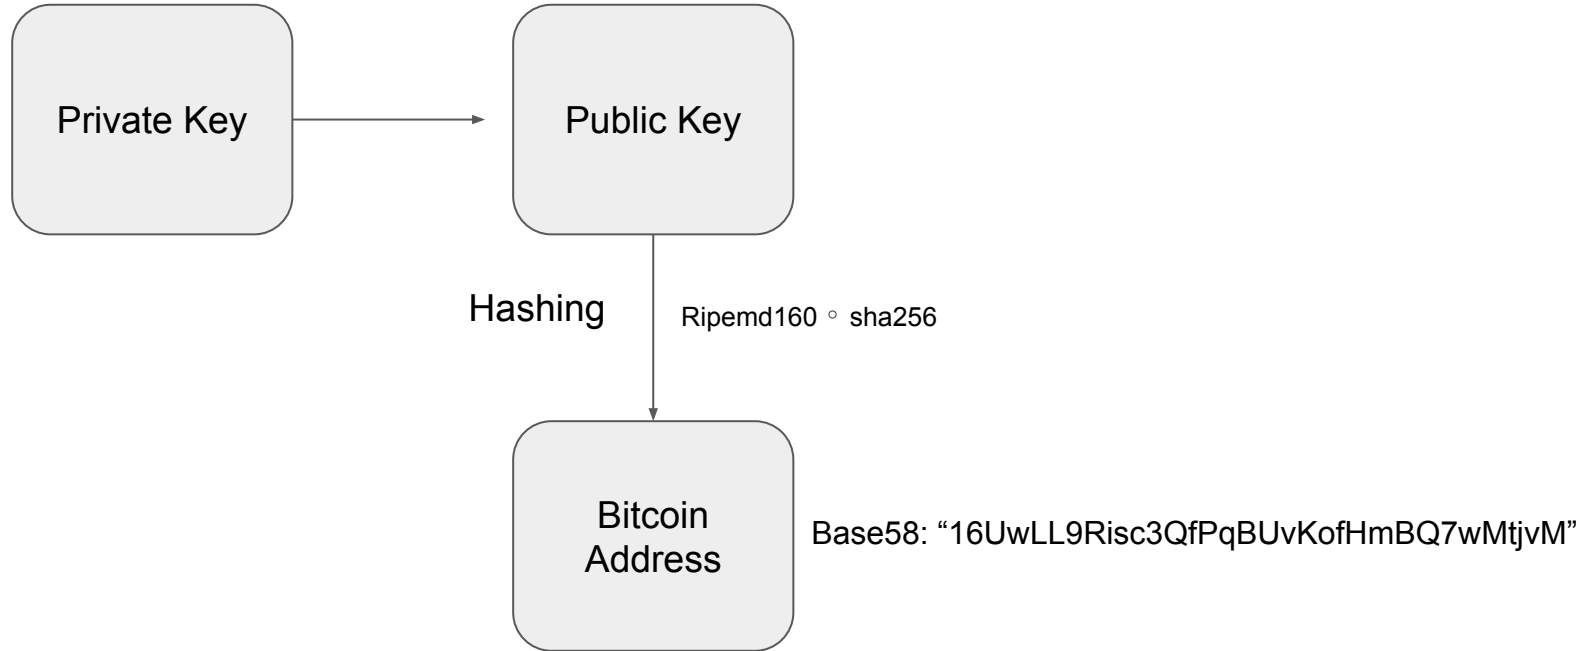 Private Key
Public Key
Hashing
Ripemd160 ◦ sha256
Bitcoin
Address
Base58: “16UwLL9Risc3QfPqBUvKofHmBQ7wMtjvM”